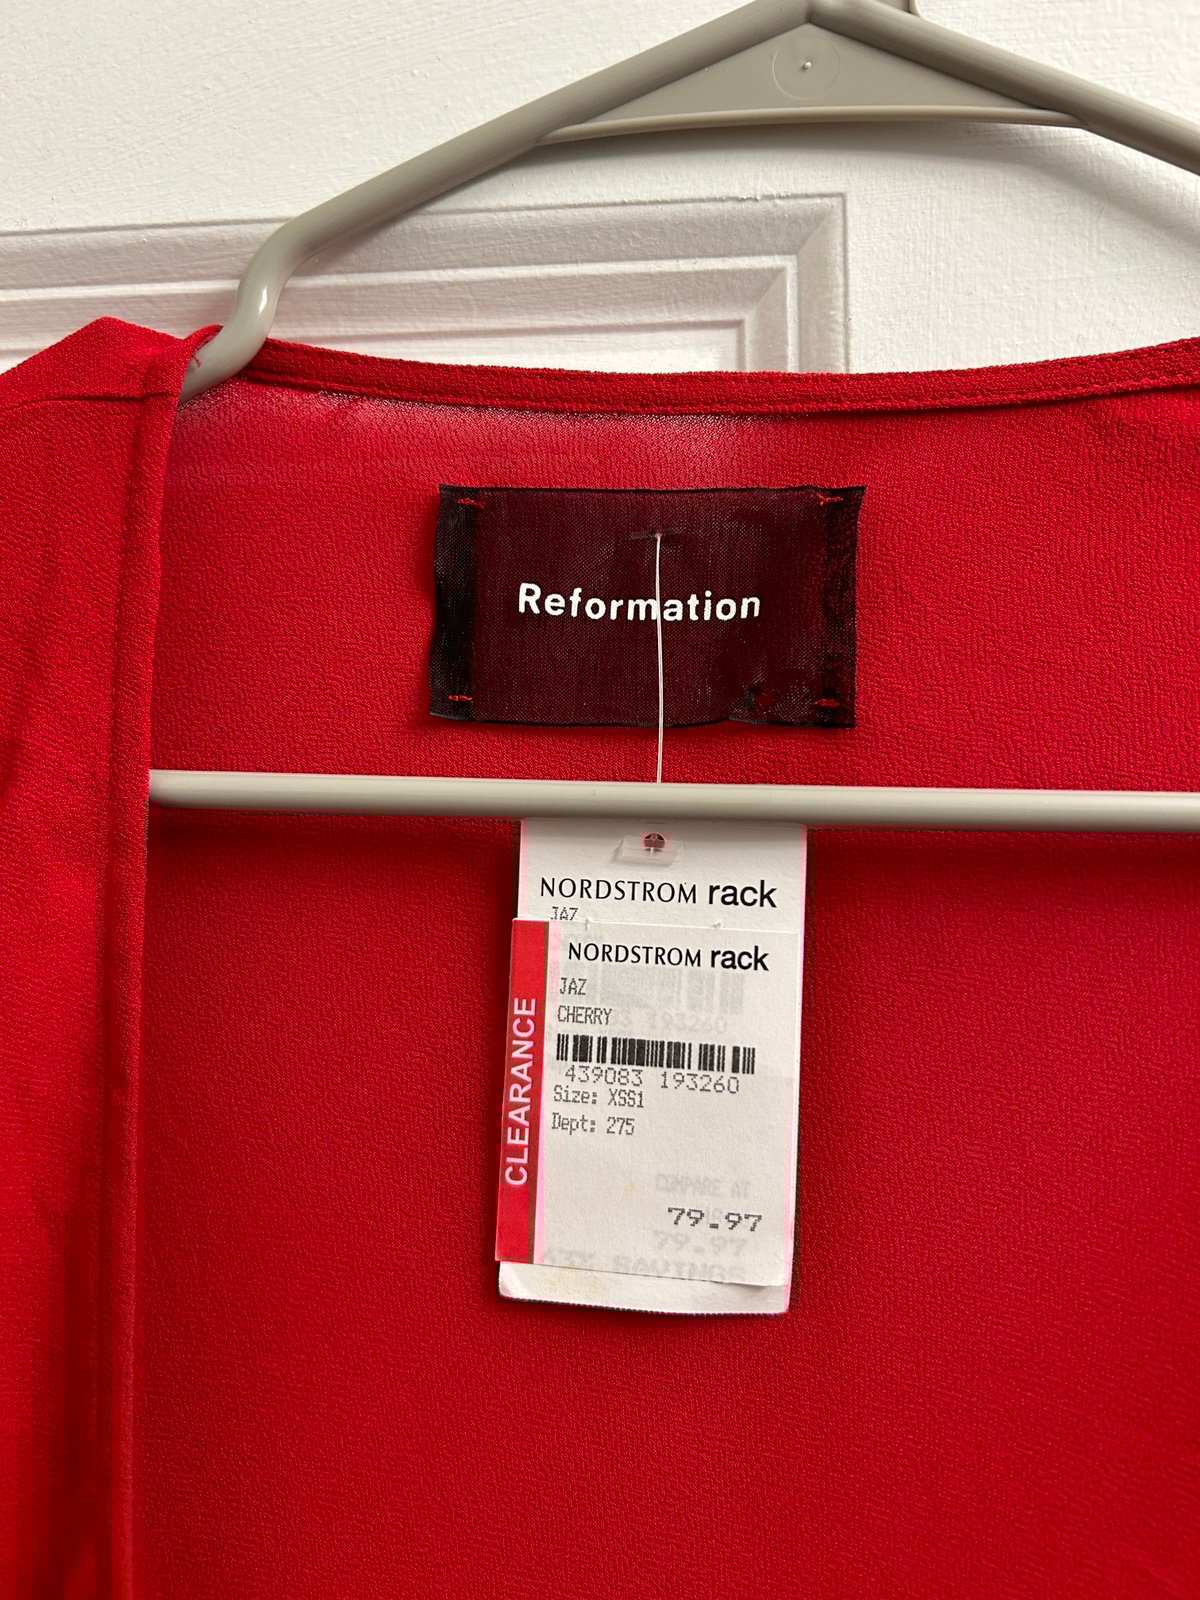 Reformation
NORDSTROM rack
JAZ
NORDSTROM rack
JAZ
CHERRY
439083 193260
Size: XSS1
Dept: 275
CLEARANCE
COMPARE AT
79.97
79.97
SAVINGS